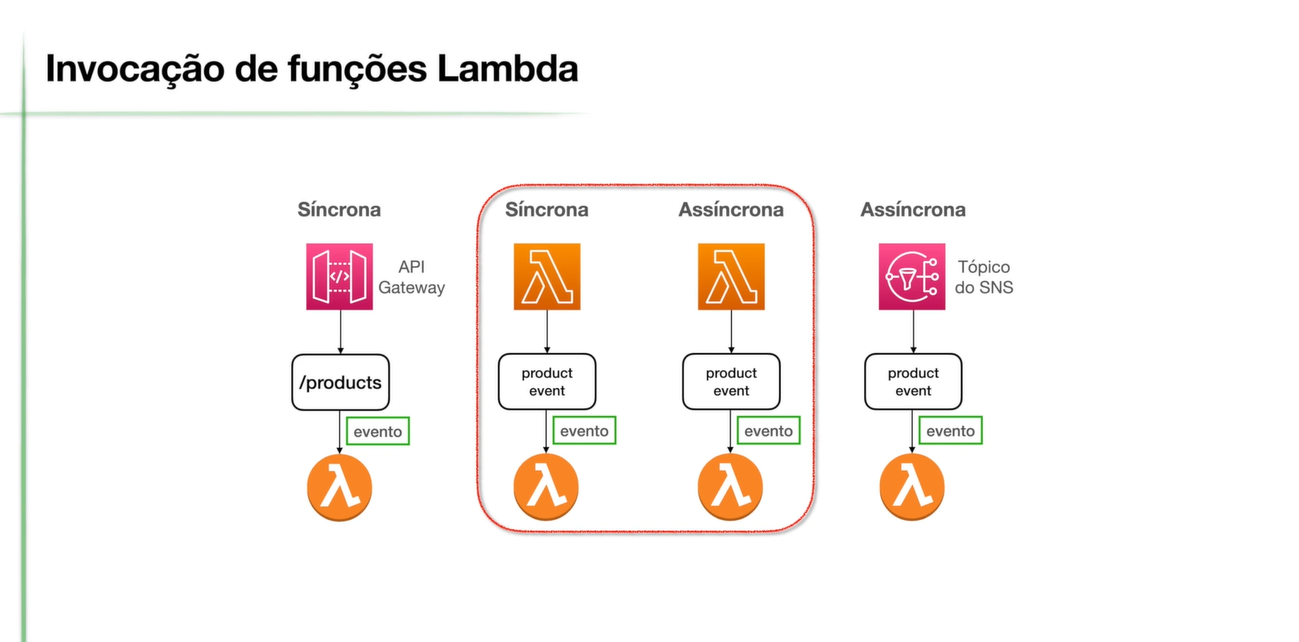 Invocação de funções Lambda
Síncrona
Síncrona
Assíncrona
Assíncrona
API
Gateway
Tópico
do SNS
/products
product
event
product
event
product
event
evento
evento
evento
evento